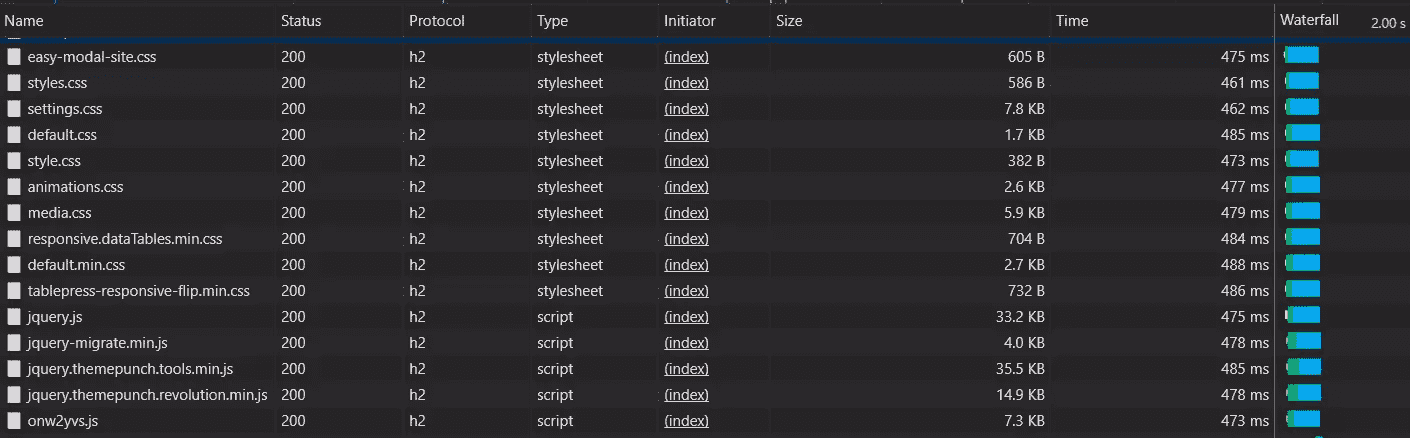 Name Status Protocol Type Initiator Size Time Waterfall 2.00 s
easy-modal-site.css 200 h2 stylesheet (index) 605 B 475 ms
styles.css 200 h2 stylesheet (index) 586 B 461 ms
settings.css 200 h2 stylesheet (index) 7.8 KB 462 ms
default.css 200 h2 stylesheet (index) 1.7 KB 485 ms
style.css 200 h2 stylesheet (index) 382 B 473 ms
animations.css 200 h2 stylesheet (index) 2.6 KB 477 ms
media.css 200 h2 stylesheet (index) 5.9 KB 479 ms
responsive.dataTables.min.css 200 h2 stylesheet (index) 704 B 484 ms
default.min.css 200 h2 stylesheet (index) 2.7 KB 488 ms
tablepress-responsive-flip.min.css 200 h2 stylesheet (index) 732 B 486 ms
jquery.js 200 h2 script (index) 33.2 KB 475 ms
jquery-migrate.min.js 200 h2 script (index) 4.0 KB 478 ms
jquery.themepunch.tools.min.js 200 h2 script (index) 35.5 KB 485 ms
jquery.themepunch.revolution.min.js 200 h2 script (index) 14.9 KB 478 ms
onw2yvs.js 200 h2 script (index) 7.3 KB 473 ms